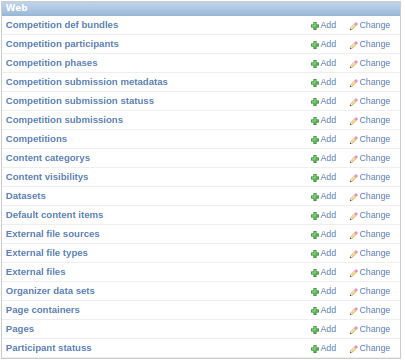 Web
Competition def bundles Add Change
Competition participants Add Change
Competition phases Add Change
Competition submission metadatas Add Change
Competition submission statuss Add Change
Competition submissions Add Change
Competitions Add Change
Content categorys Add Change
Content visibilitys Add Change
Datasets Add Change
Default content items Add Change
External file sources Add Change
External file types Add Change
External files Add Change
Organizer data sets Add Change
Page containers Add Change
Pages Add Change
Participant statuss Add Change